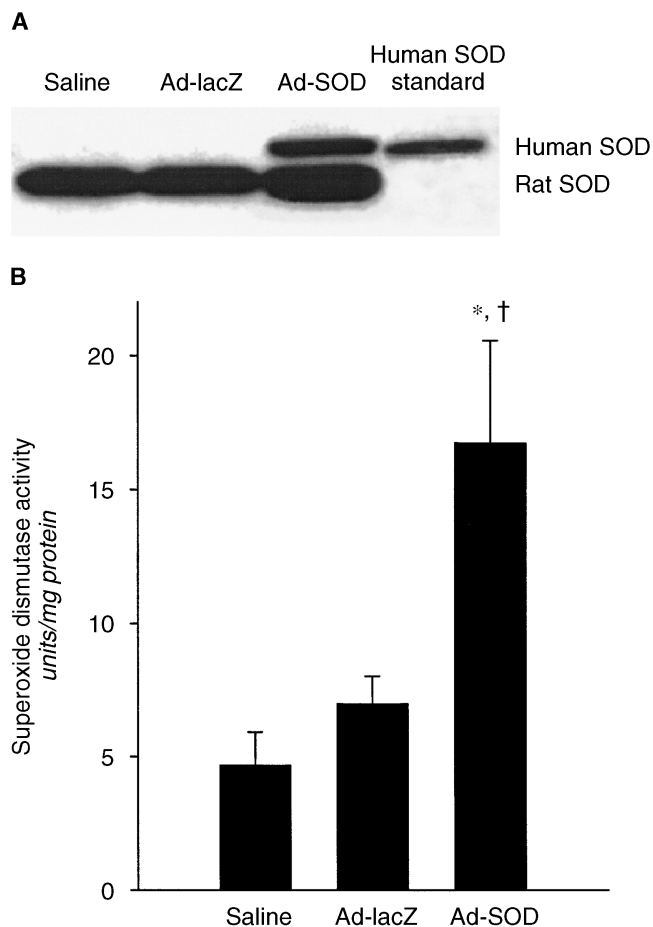 A
Saline Ad-lacZ Ad-SOD Human SOD
standard
Human SOD
Rat SOD
B
*, †
20
15
10
5
0
Superoxide dismutase activity
units/mg protein
Saline Ad-lacZ Ad-SOD